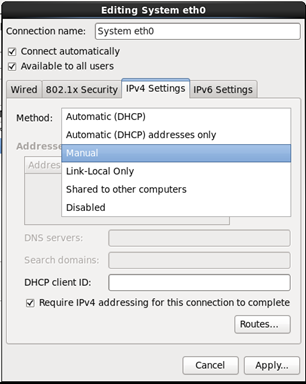 Editing System eth0
Connection name: System eth0
Connect automatically
Available to all users
Wired 802.1x Security IPv4 Settings IPv6 Settings
Method:
Automatic (DHCP)
Automatic (DHCP) addresses only
Manual
Link-Local Only
Shared to other computers
Disabled
Addresse
Addres
DNS servers:
Search domains:
DHCP client ID:
Require IPv4 addressing for this connection to complete
Routes...
Cancel Apply...